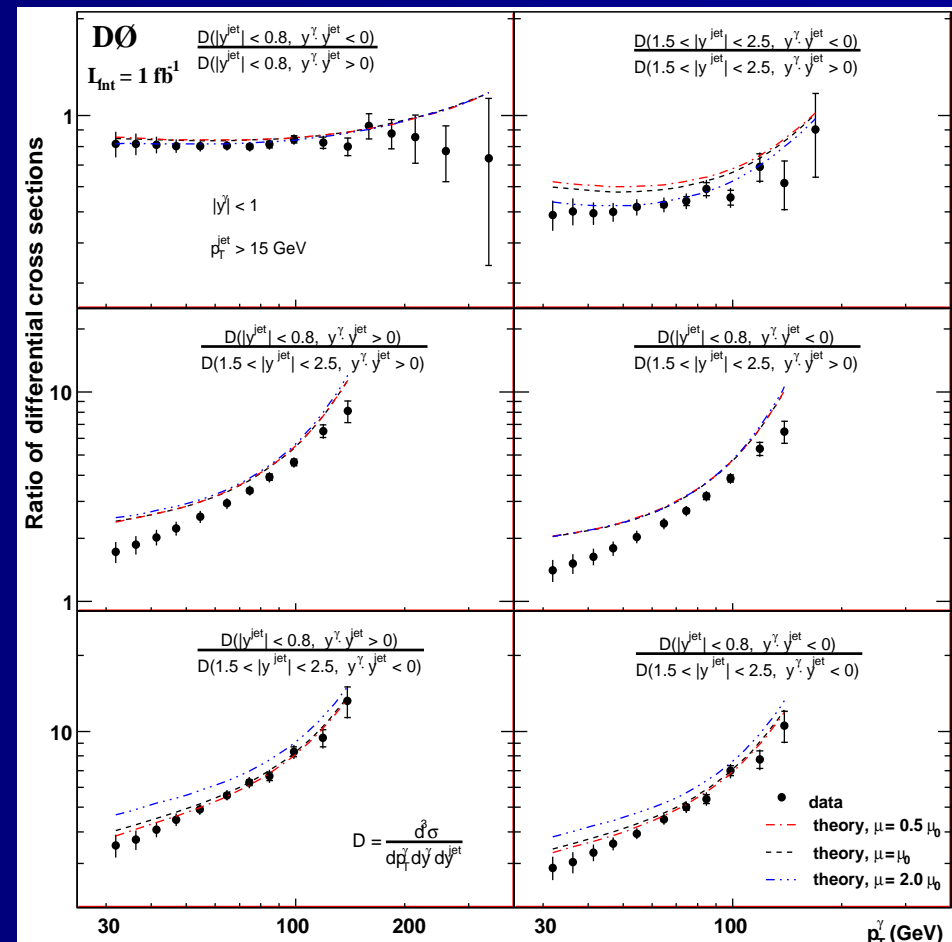 DØ
L_int = 1 fb^-1
D(|y^jet| < 0.8, y^γ· y^jet < 0)
D(|y^jet| < 0.8, y^γ· y^jet > 0)
D(1.5 < |y^jet| < 2.5, y^γ· y^jet < 0)
D(1.5 < |y^jet| < 2.5, y^γ· y^jet > 0)
1
|y^γ| < 1
p_T^jet > 15 GeV
Ratio of differential cross sections
D(|y^jet| < 0.8, y^γ· y^jet > 0)
D(1.5 < |y^jet| < 2.5, y^γ· y^jet > 0)
D(|y^jet| < 0.8, y^γ· y^jet < 0)
D(1.5 < |y^jet| < 2.5, y^γ· y^jet > 0)
10
1
D(|y^jet| < 0.8, y^γ· y^jet > 0)
D(1.5 < |y^jet| < 2.5, y^γ· y^jet < 0)
D(|y^jet| < 0.8, y^γ· y^jet < 0)
D(1.5 < |y^jet| < 2.5, y^γ· y^jet < 0)
10
D = d^3σ
dp_T^γ dy^γ dy^jet
data
theory, μ = 0.5 μ_0
theory, μ = μ_0
theory, μ = 2.0 μ_0
30 100 200 30 100 p_T^γ (GeV)